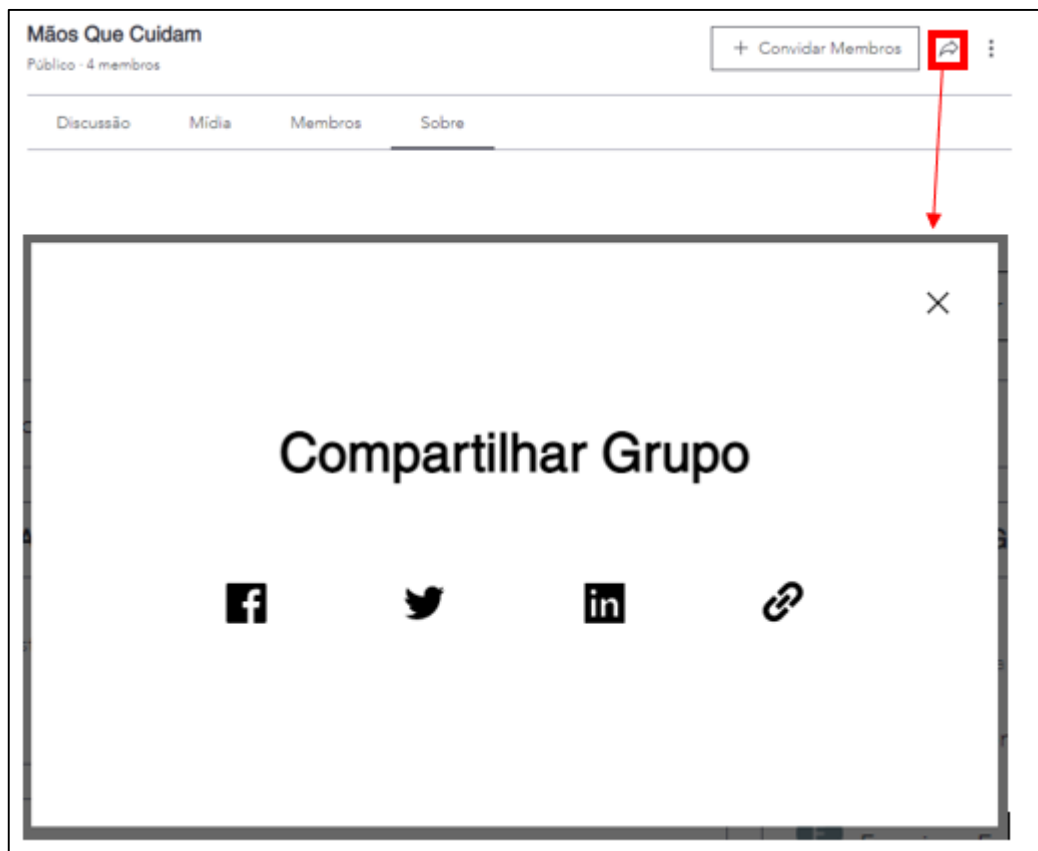 Mãos Que Cuidam
+ Convidar Membros
Público · 4 membros
Discussão Mídia Membros Sobre
Compartilhar Grupo